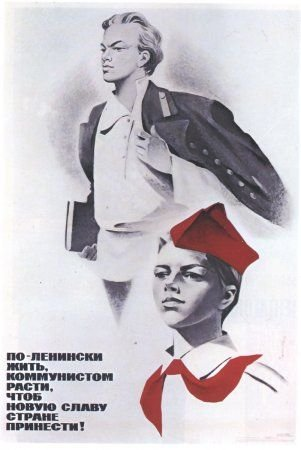 ПО-ЛЕНИНСКИ
ЖИТЬ,
КОММУНИСТОМ
РАСТИ,
ЧТОБ
НОВУЮ СЛАВУ
СТРАНЕ
ПРИНЕСТИ!